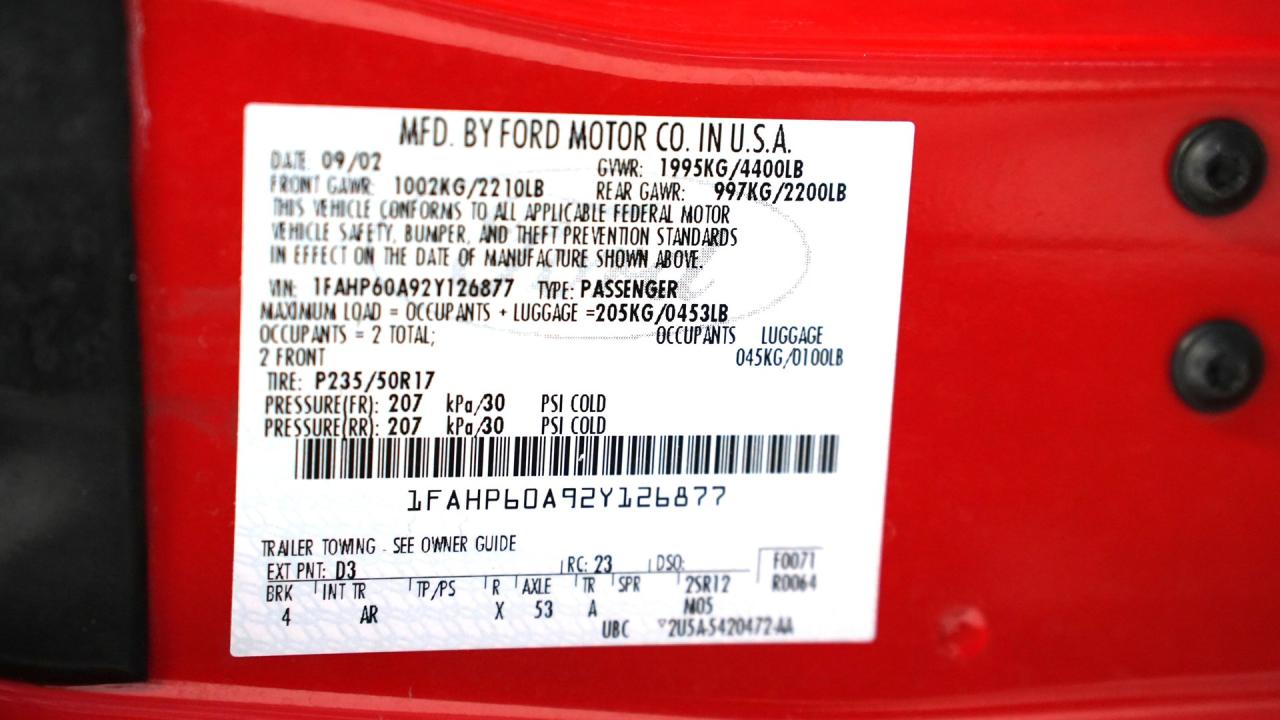 MFD. BY FORD MOTOR CO. IN U.S.A.
DATE: 09/02 GVWR: 1995KG/4400LB
FRONT GAWR: 1002KG/2210LB REAR GAWR: 997KG/2200LB
THIS VEHICLE CONFORMS TO ALL APPLICABLE FEDERAL MOTOR
VEHICLE SAFETY, BUMPER, AND THEFT PREVENTION STANDARDS
IN EFFECT ON THE DATE OF MANUFACTURE SHOWN ABOVE.
VIN: 1FAHP60A92Y126877 TYPE: PASSENGER
MAXIMUM LOAD = OCCUPANTS + LUGGAGE =205KG/0453LB
OCCUPANTS = 2 TOTAL; OCCUPANTS LUGGAGE
2 FRONT 045KG/0100LB
TIRE: P235/50R17
PRESSURE(FR): 207 kPa/30 PSI COLD
PRESSURE(RR): 207 kPa/30 PSI COLD
1FAHP60A92Y126877
TRAILER TOWING - SEE OWNER GUIDE
EXT PNT: D3 RC: 23 DSO: F0071
BRK INT TR TP/PS R AXLE TR SPR 2SR12 R0064
4 AR X 53 A M05
UBC 2U5A-5420472-AA